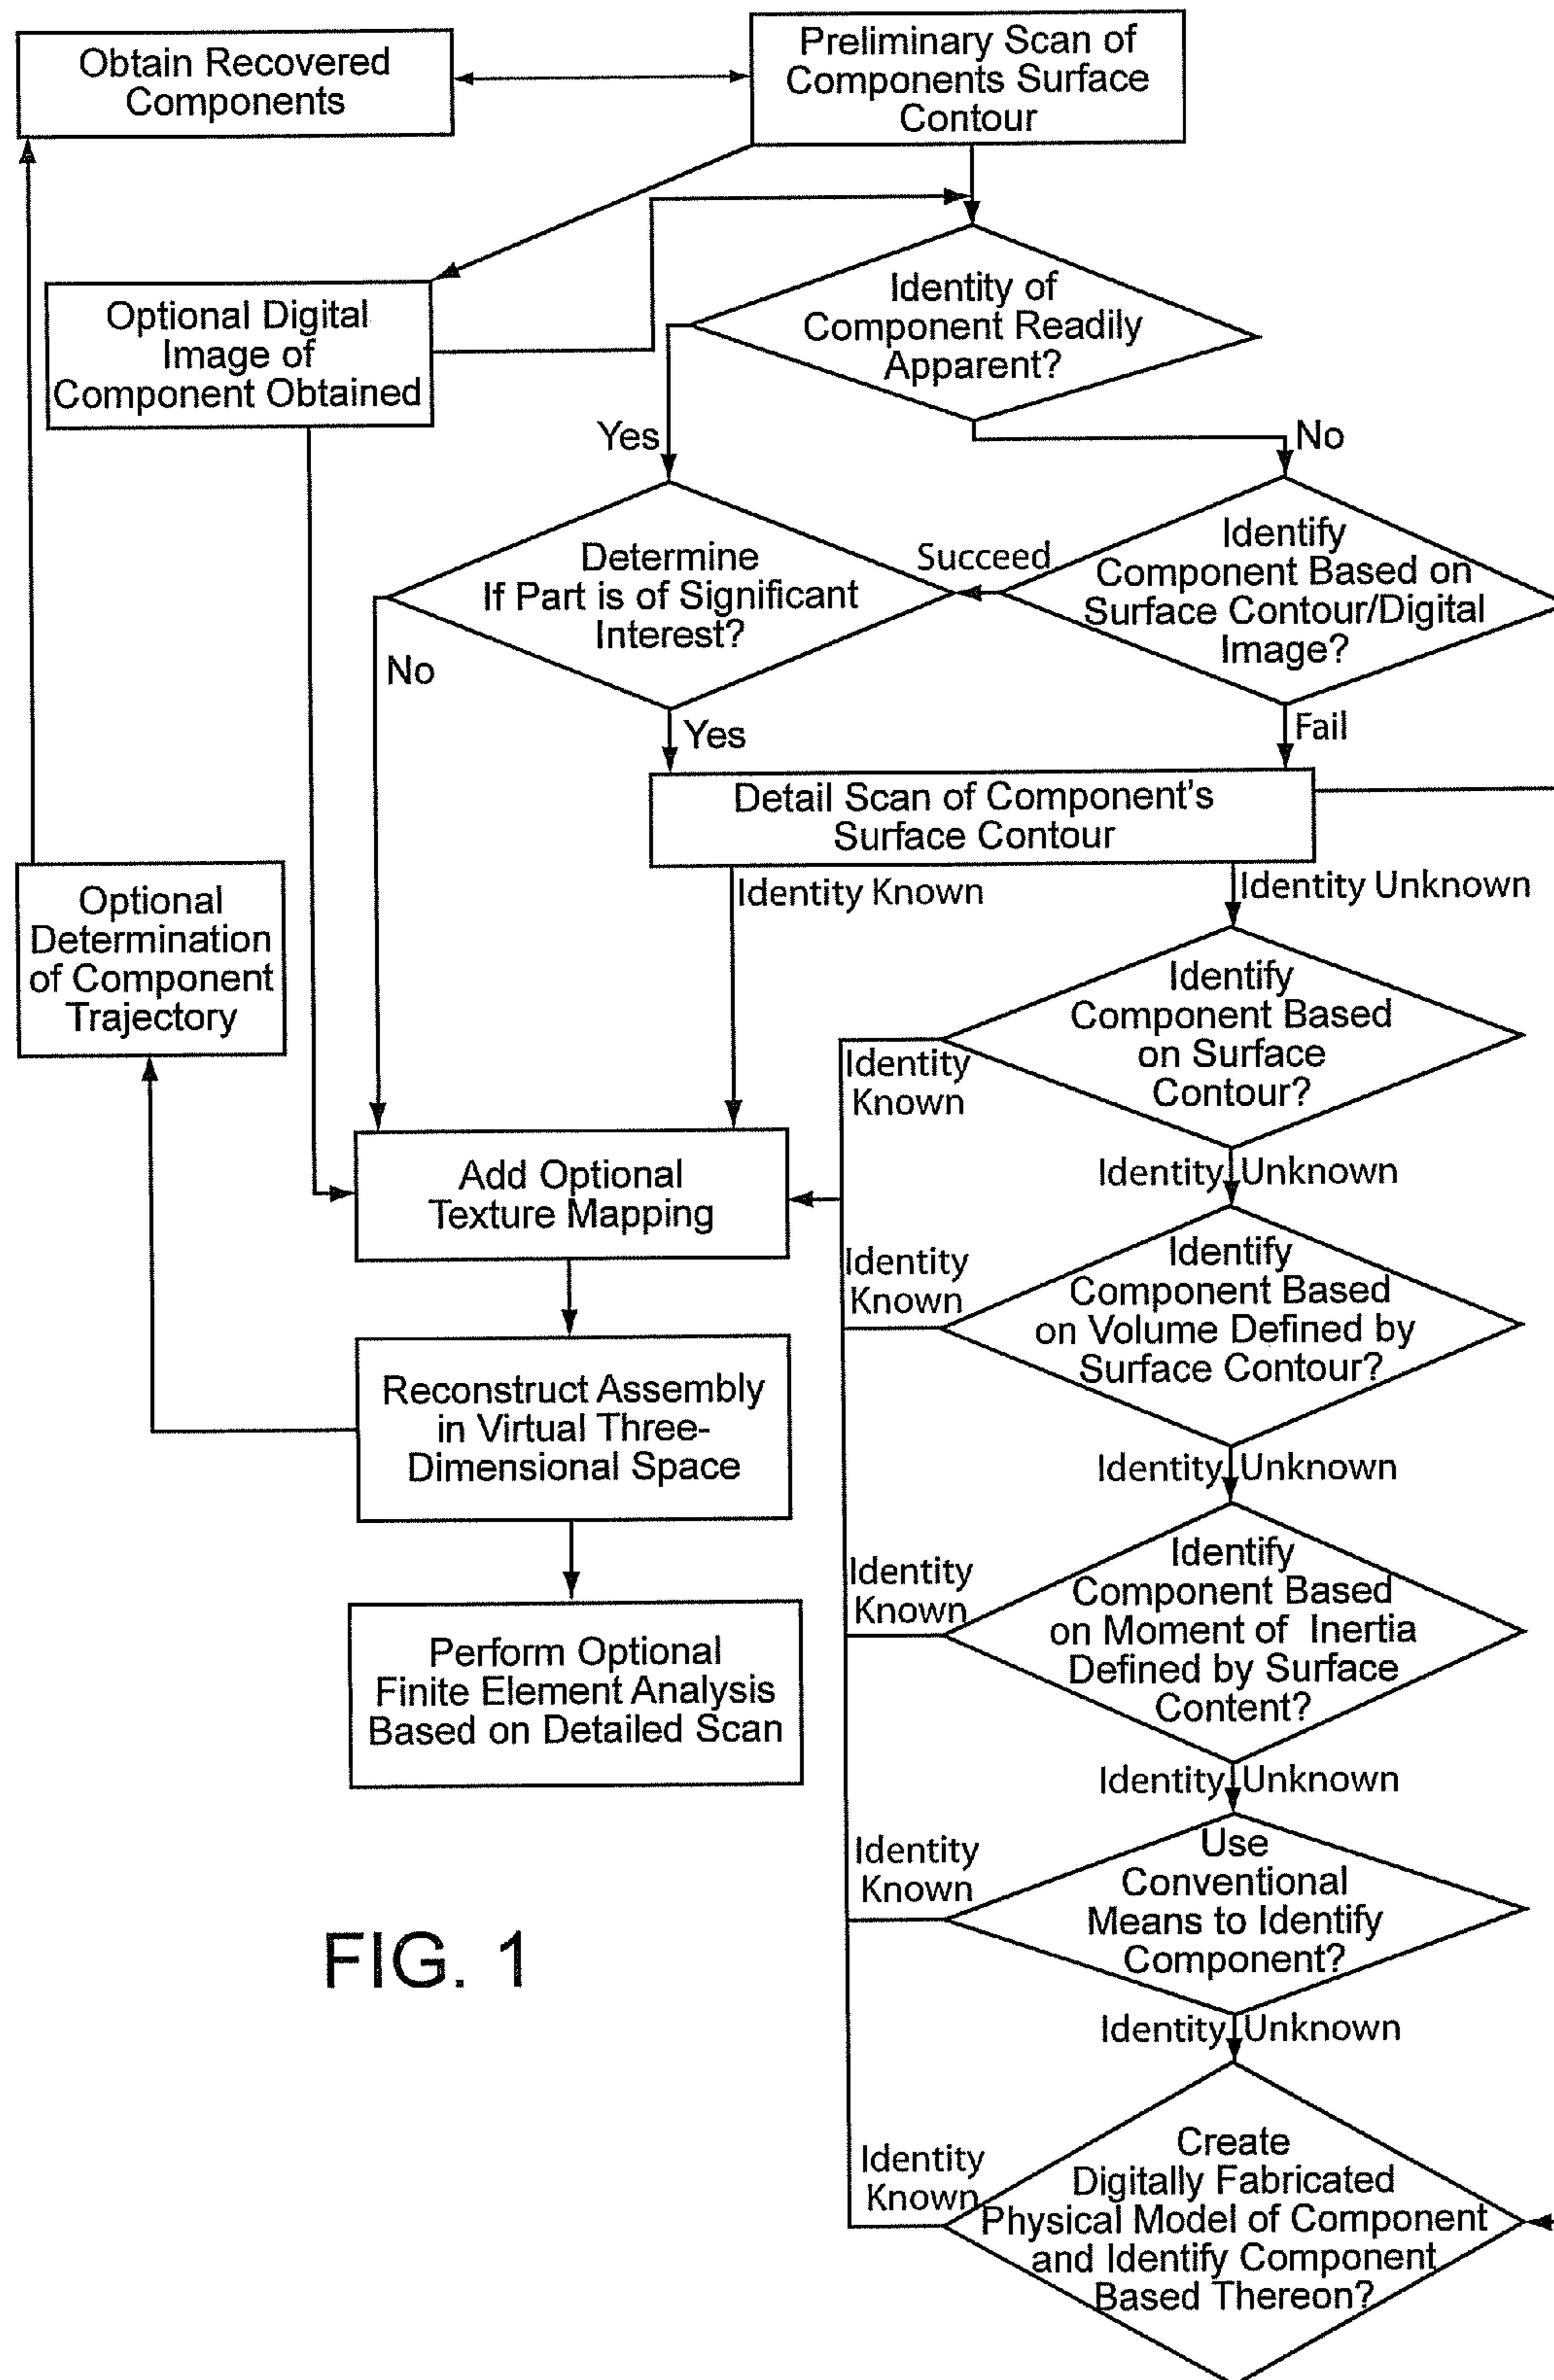 Obtain Recovered
Components
Preliminary Scan of
Components Surface
Contour
Optional Digital
Image of
Component Obtained
Identity of
Component Readily
Apparent?
Yes
No
Determine
If Part is of Significant
Interest?
Succeed
Identify
Component Based on
Surface Contour/Digital
Image?
No
Yes
Fail
Detail Scan of Component's
Surface Contour
Identity Known
Identity Unknown
Optional
Determination
of Component
Trajectory
Identify
Component Based
on Surface
Contour?
Identity
Known
Identity Unknown
Add Optional
Texture Mapping
Identify
Component Based
on Volume Defined by
Surface Contour?
Identity
Known
Identity Unknown
Reconstruct Assembly
in Virtual Three-
Dimensional Space
Identify
Component Based
on Moment of Inertia
Defined by Surface
Content?
Identity
Known
Identity Unknown
Perform Optional
Finite Element Analysis
Based on Detailed Scan
Use
Conventional
Means to Identify
Component?
Identity
Known
Identity Unknown
FIG. 1
Create
Digitally Fabricated
Physical Model of Component
and Identify Component
Based Thereon?
Identity
Known